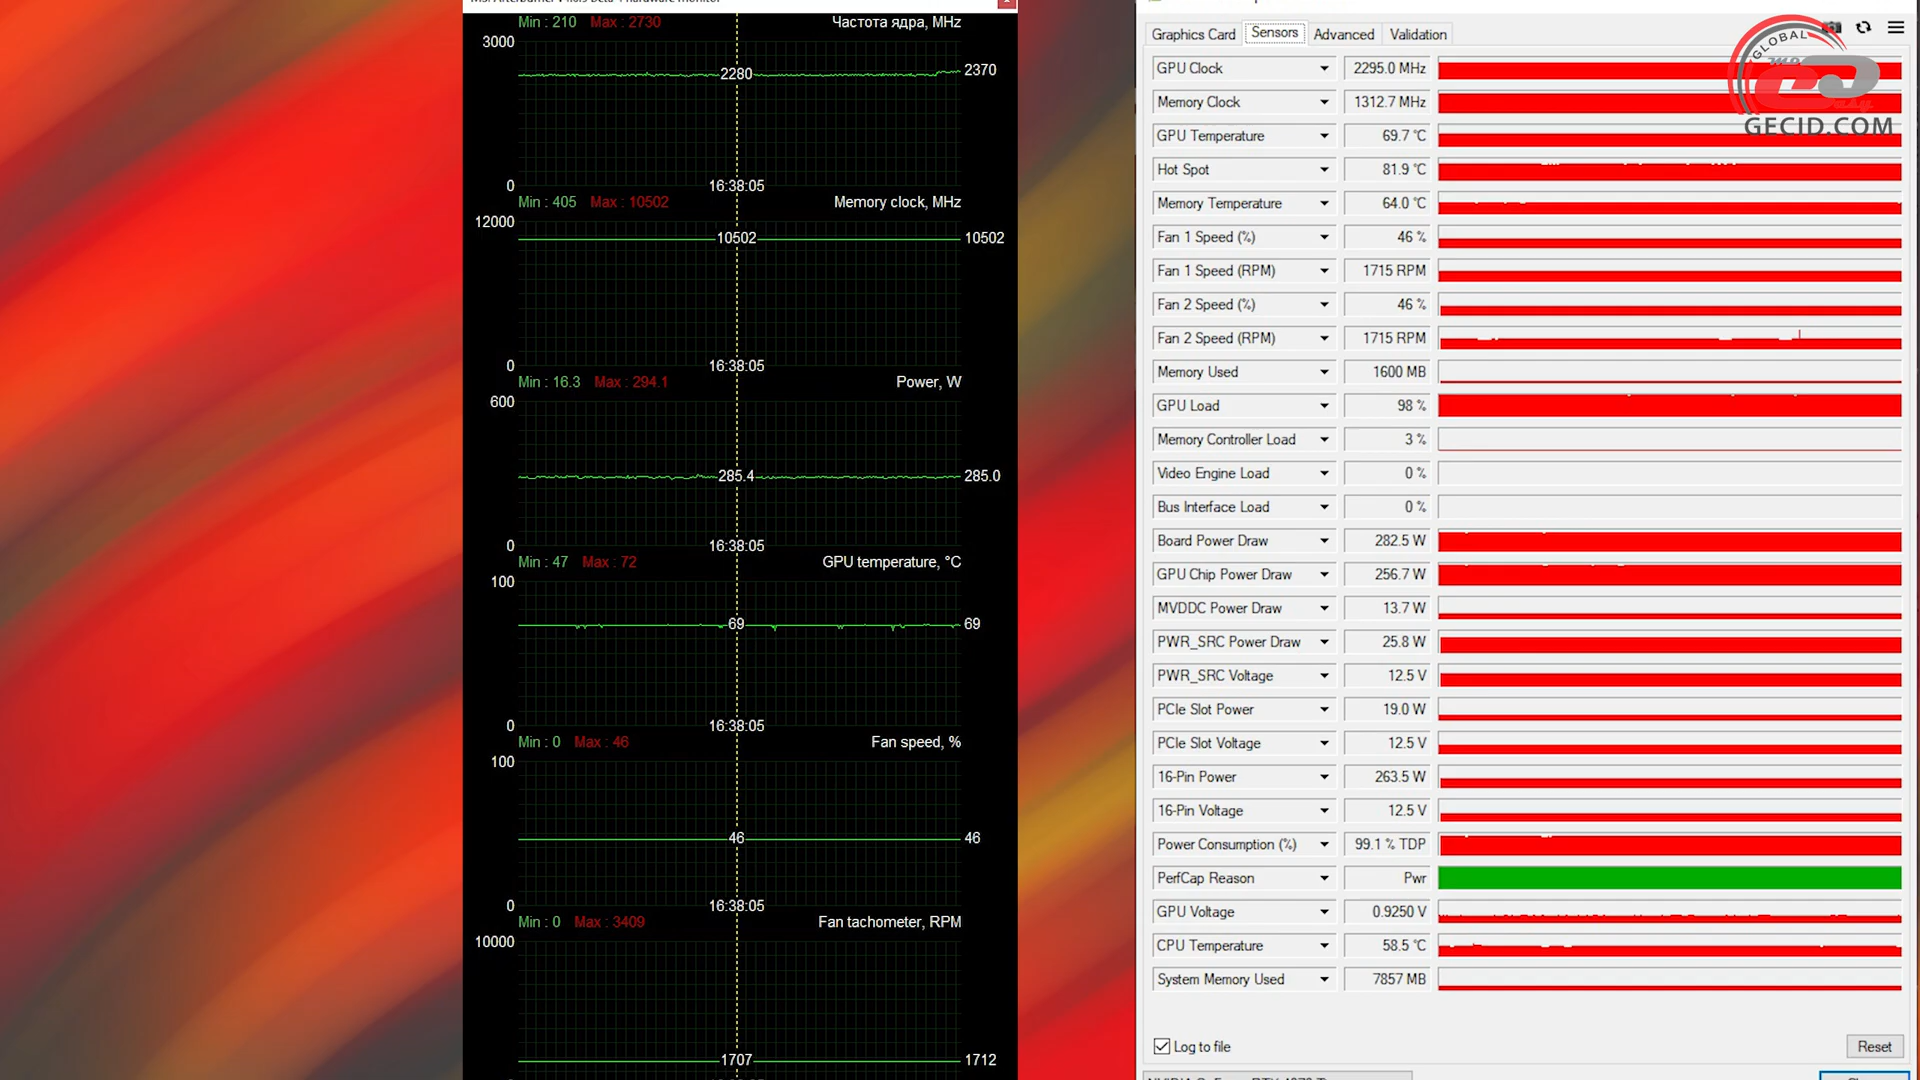 Min : 210 Max : 2730 Частота ядра, MHz
3000
2280 2370
0 16:38:05
Min : 405 Max : 10502 Memory clock, MHz
12000
10502 10502
0 16:38:05
Min : 16.3 Max : 294.1 Power, W
600
285.4 285.0
0 16:38:05
Min : 47 Max : 72 GPU temperature, °C
100
69 69
0 16:38:05
Min : 0 Max : 46 Fan speed, %
100
46 46
0 16:38:05
Min : 0 Max : 3409 Fan tachometer, RPM
10000
1707 1712
Graphics Card Sensors Advanced Validation
GPU Clock 2295.0 MHz
Memory Clock 1312.7 MHz
GPU Temperature 69.7 °C
Hot Spot 81.9 °C
Memory Temperature 64.0 °C
Fan 1 Speed (%) 46 %
Fan 1 Speed (RPM) 1715 RPM
Fan 2 Speed (%) 46 %
Fan 2 Speed (RPM) 1715 RPM
Memory Used 1600 MB
GPU Load 98 %
Memory Controller Load 3 %
Video Engine Load 0 %
Bus Interface Load 0 %
Board Power Draw 282.5 W
GPU Chip Power Draw 256.7 W
MVDDC Power Draw 13.7 W
PWR_SRC Power Draw 25.8 W
PWR_SRC Voltage 12.5 V
PCIe Slot Power 19.0 W
PCIe Slot Voltage 12.5 V
16-Pin Power 263.5 W
16-Pin Voltage 12.5 V
Power Consumption (%) 99.1 % TDP
PerfCap Reason Pwr
GPU Voltage 0.9250 V
CPU Temperature 58.5 °C
System Memory Used 7857 MB
Log to file Reset
GLOBAL
GECID.COM